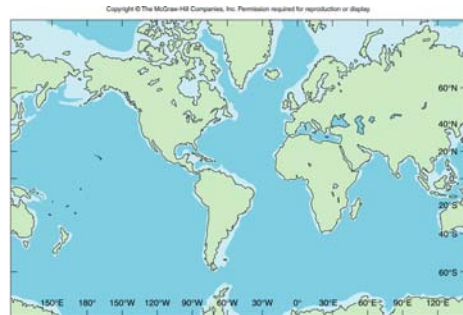 Copyright © The McGraw-Hill Companies, Inc. Permission required for reproduction or display.
60°N
40°N
20°N
20°S
40°S
60°S
150°E 180°W 150°W 120°W 90°W 60°W 30°W 0° 30°E 60°E 90°E 120°E